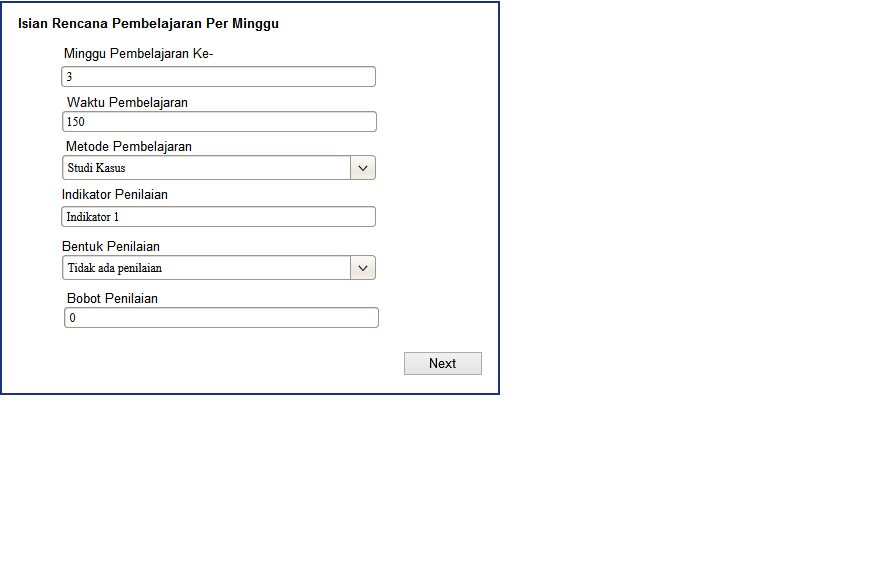 Isian Rencana Pembelajaran Per Minggu
Minggu Pembelajaran Ke-
3
Waktu Pembelajaran
150
Metode Pembelajaran
Studi Kasus
Indikator Penilaian
Indikator 1
Bentuk Penilaian
Tidak ada penilaian
Bobot Penilaian
0
Next